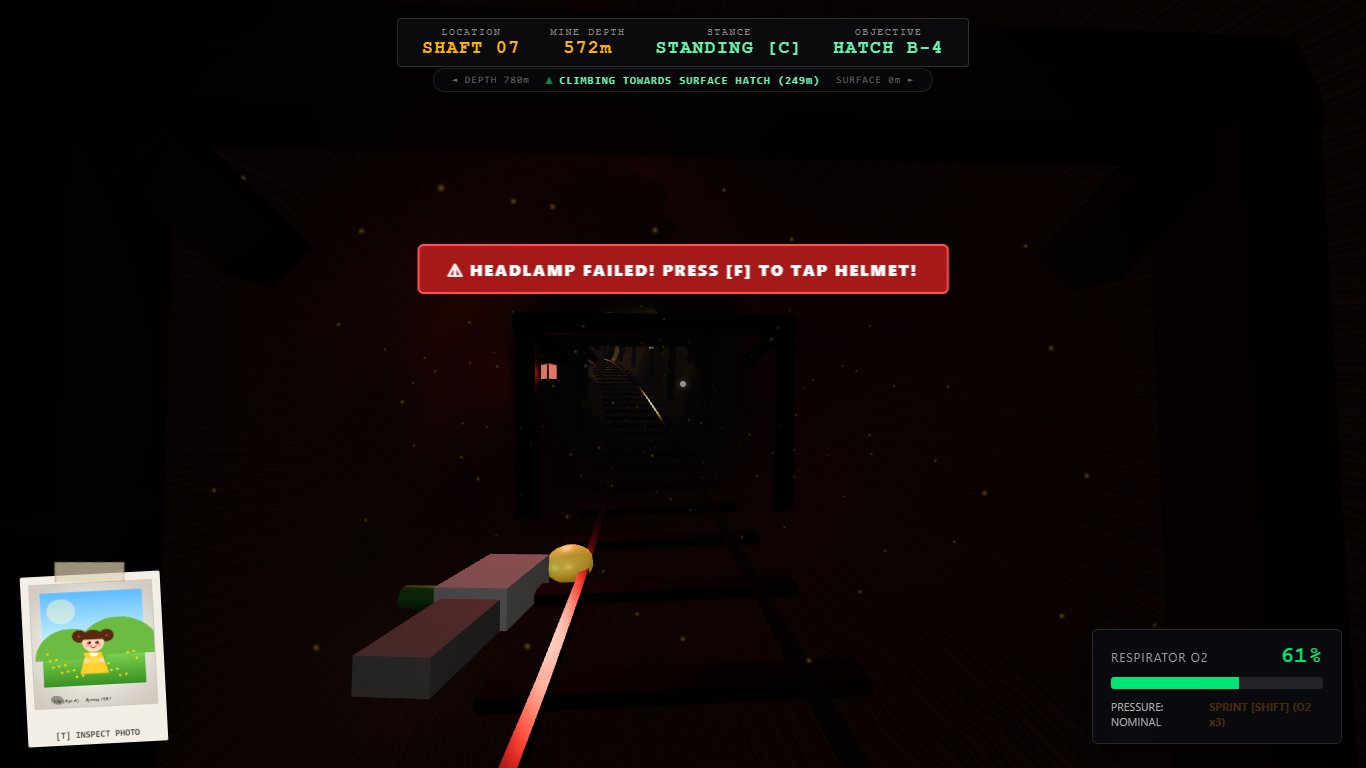 LOCATION
SHAFT 07
MINE DEPTH
572m
STANCE
STANDING [C]
OBJECTIVE
HATCH B-4
◄ DEPTH 780m
▲ CLIMBING TOWARDS SURFACE HATCH (249m)
SURFACE 0m ►
⚠ HEADLAMP FAILED! PRESS [F] TO TAP HELMET!
[T] INSPECT PHOTO
RESPIRATOR O2
61%
PRESSURE:
NOMINAL
SPRINT [SHIFT] (O2
x3)